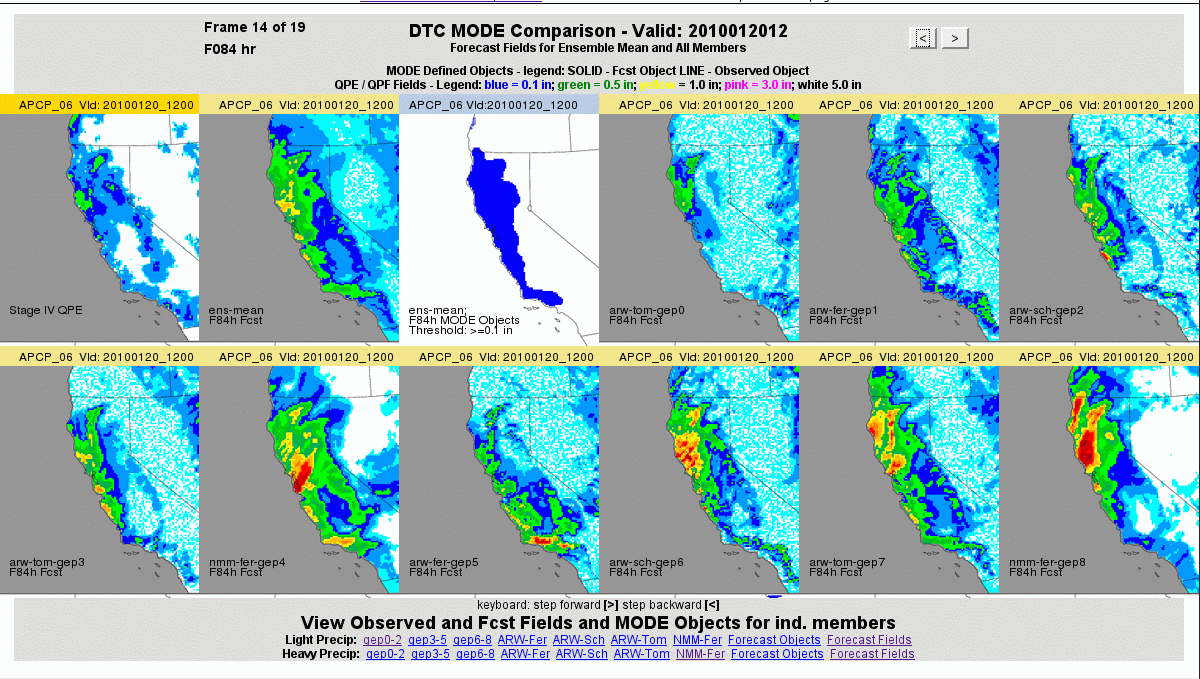 Frame 14 of 19
F084 hr
DTC MODE Comparison - Valid: 2010012012
Forecast Fields for Ensemble Mean and All Members
< >
MODE Defined Objects - legend: SOLID - Fcst Object LINE - Observed Object
QPE / QPF Fields - Legend: blue = 0.1 in; green = 0.5 in; yellow = 1.0 in; pink = 3.0 in; white 5.0 in
APCP_06 Vld: 20100120_1200 APCP_06 Vld: 20100120_1200 APCP_06 Vld:20100120_1200 APCP_06 Vld: 20100120_1200 APCP_06 Vld: 20100120_1200 APCP_06 Vld: 20100120_1200
Stage IV QPE
ens-mean
F84h Fcst
ens-mean;
F84h MODE Objects
Threshold: >=0.1 in
arw-tom-gep0
F84h Fcst
arw-fer-gep1
F84h Fcst
arw-sch-gep2
F84h Fcst
APCP_06 Vld: 20100120_1200 APCP_06 Vld: 20100120_1200 APCP_06 Vld: 20100120_1200 APCP_06 Vld: 20100120_1200 APCP_06 Vld: 20100120_1200 APCP_06 Vld: 20100120_1200
arw-tom-gep3
F84h Fcst
nmm-fer-gep4
F84h Fcst
arw-fer-gep5
F84h Fcst
arw-sch-gep6
F84h Fcst
arw-tom-gep7
F84h Fcst
nmm-fer-gep8
F84h Fcst
keyboard: step forward [>] step backward [<]
View Observed and Fcst Fields and MODE Objects for ind. members
Light Precip: gep0-2 gep3-5 gep6-8 ARW-Fer ARW-Sch ARW-Tom NMM-Fer Forecast Objects Forecast Fields
Heavy Precip: gep0-2 gep3-5 gep6-8 ARW-Fer ARW-Sch ARW-Tom NMM-Fer Forecast Objects Forecast Fields